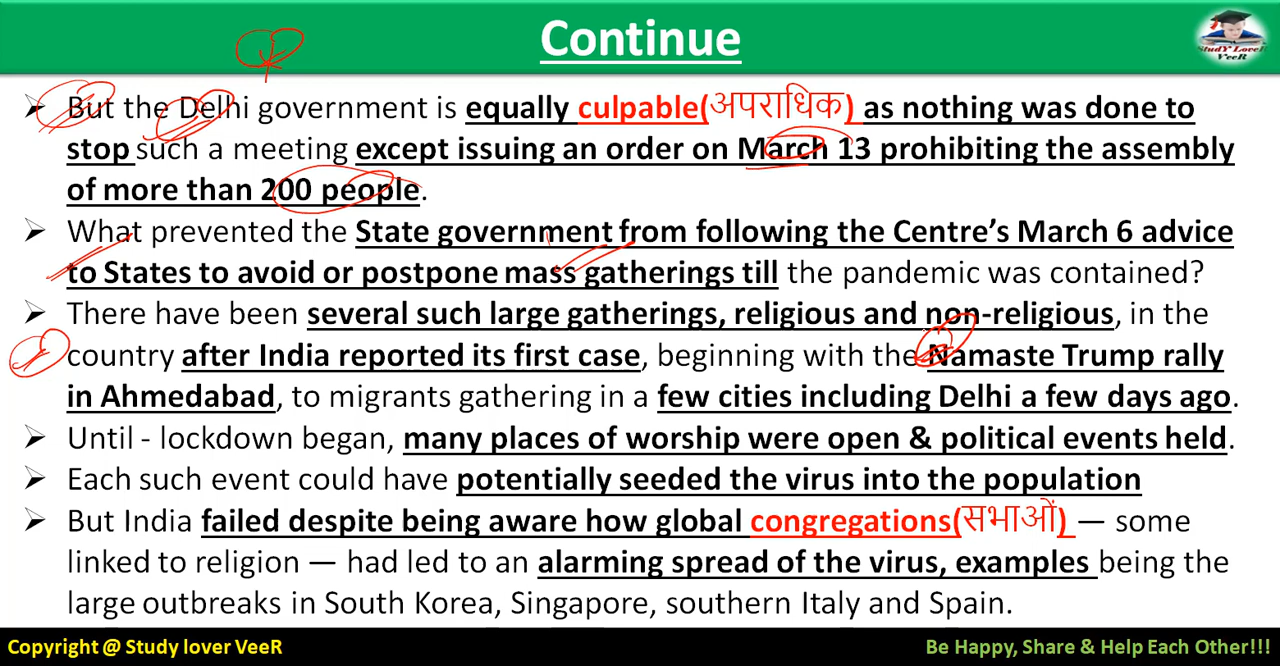 Continue
StudY LoveR
VeeR
➢ But the Delhi government is equally culpable(अपराधिक) as nothing was done to
stop such a meeting except issuing an order on March 13 prohibiting the assembly
of more than 200 people.
➢ What prevented the State government from following the Centre's March 6 advice
to States to avoid or postpone mass gatherings till the pandemic was contained?
➢ There have been several such large gatherings, religious and non-religious, in the
country after India reported its first case, beginning with the Namaste Trump rally
in Ahmedabad, to migrants gathering in a few cities including Delhi a few days ago.
➢ Until - lockdown began, many places of worship were open & political events held.
➢ Each such event could have potentially seeded the virus into the population
➢ But India failed despite being aware how global congregations(सभाओं) — some
linked to religion — had led to an alarming spread of the virus, examples being the
large outbreaks in South Korea, Singapore, southern Italy and Spain.
Copyright @ Study lover VeeR
Be Happy, Share & Help Each Other!!!